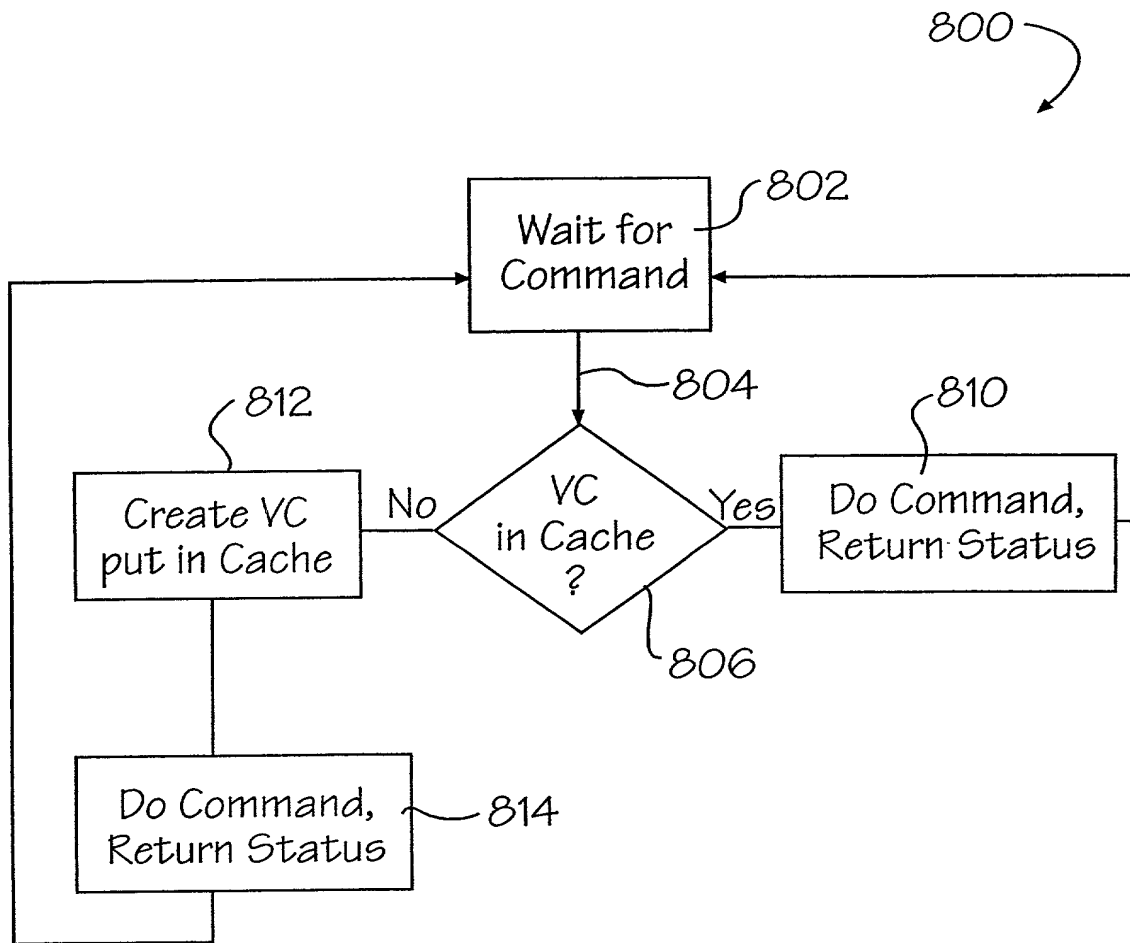 800
Wait for
Command
802
804
812
810
Create VC
put in Cache
No
VC
in Cache
?
Yes
Do Command,
Return Status
806
Do Command,
Return Status
814